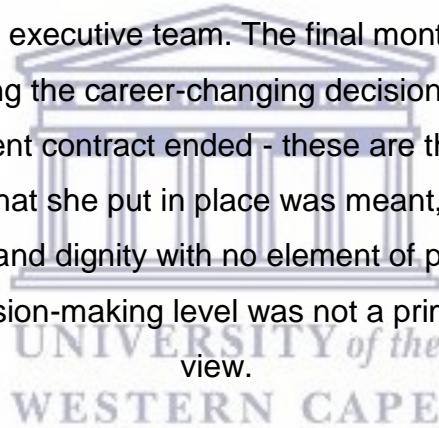 executive team. The final mont
ng the career-changing decision
ent contract ended - these are th
hat she put in place was meant,
and dignity with no element of p
sion-making level was not a prin
UNIVERSITY of the
view.
WESTERN CAPE